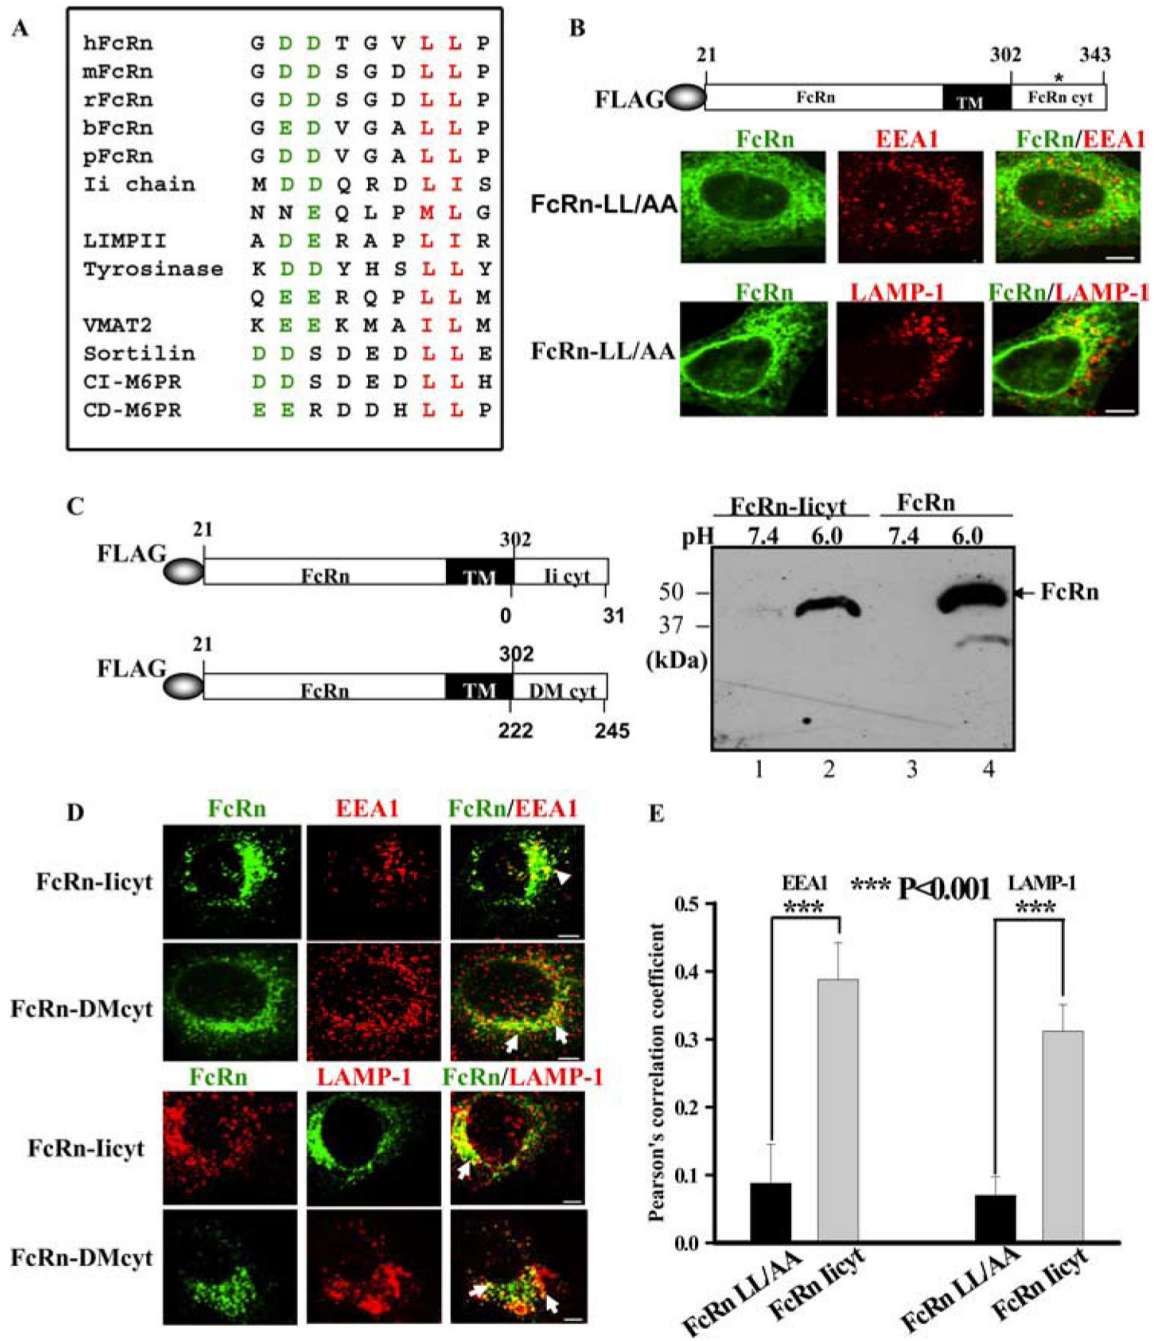 A
hFcRn G D D T G V L L P
mFcRn G D D S G D L L P
rFcRn G D D S G D L L P
bFcRn G E D V G A L L P
pFcRn G D D V G A L L P
Ii chain M D D Q R D L I S
N N E Q L P M L G
LIMPII A D E R A P L I R
Tyrosinase K D D Y H S L L Y
Q E E R Q P L L M
VMAT2 K E E K M A I L M
Sortilin D D S D E D L L E
CI-M6PR D D S D E D L L H
CD-M6PR E E R D D H L L P
B
21 302 343
*
FLAG FcRn TM FcRn cyt
FcRn EEA1 FcRn/EEA1
FcRn-LL/AA
FcRn LAMP-1 FcRn/LAMP-1
FcRn-LL/AA
C
21 302
FLAG FcRn TM Ii cyt
0 31
21 302
FLAG FcRn TM DM cyt
222 245
FcRn-Iicyt FcRn
pH 7.4 6.0 7.4 6.0
50
FcRn
37
(kDa)
1 2 3 4
D
FcRn EEA1 FcRn/EEA1
FcRn-Iicyt
FcRn-DMcyt
FcRn LAMP-1 FcRn/LAMP-1
FcRn-Iicyt
FcRn-DMcyt
E
EEA1 *** P<0.001 LAMP-1
*** ***
Pearson's correlation coefficient
0.5
0.4
0.3
0.2
0.1
0.0
FcRn LL/AA FcRn Iicyt FcRn LL/AA FcRn Iicyt